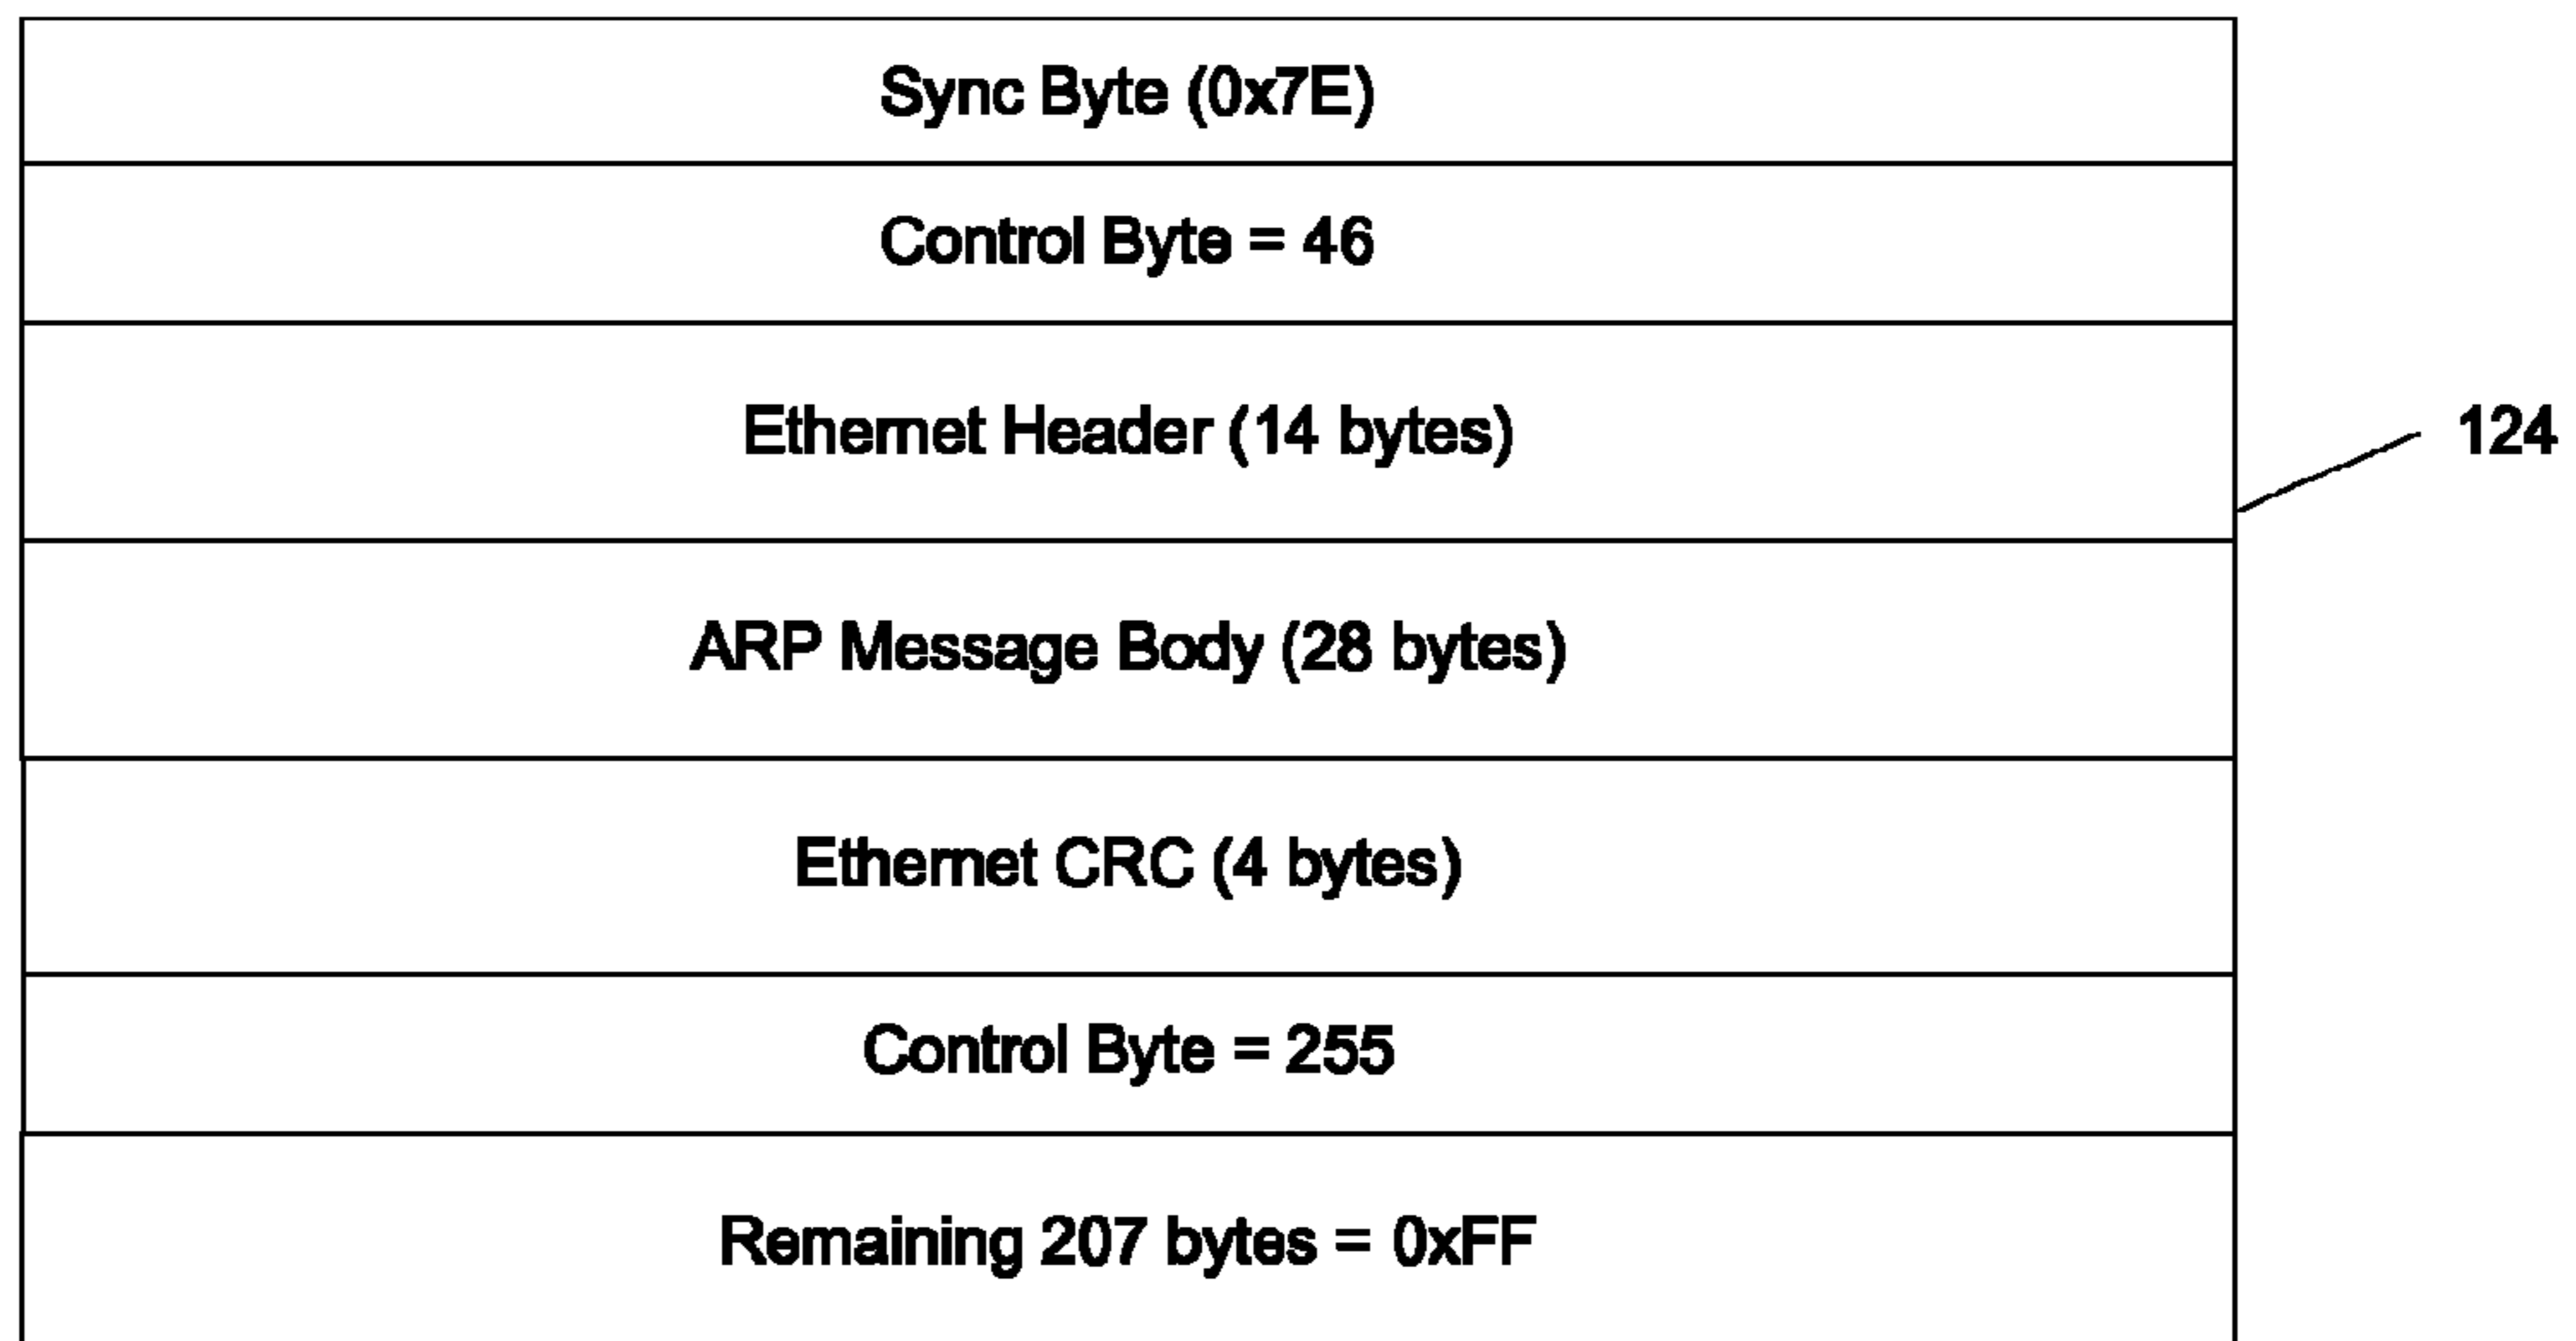 Sync Byte (0x7E)
Control Byte = 46
Ethernet Header (14 bytes)
124
ARP Message Body (28 bytes)
Ethernet CRC (4 bytes)
Control Byte = 255
Remaining 207 bytes = 0xFF